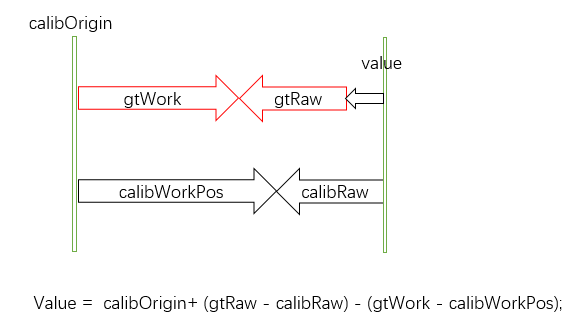 calibOrigin
value
gtWork gtRaw
calibWorkPos calibRaw
Value = calibOrigin+ (gtRaw - calibRaw) - (gtWork - calibWorkPos);